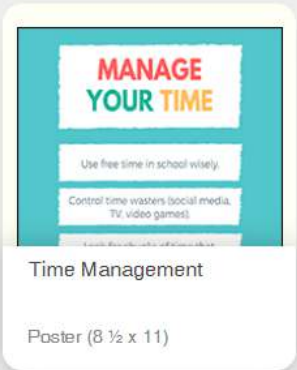 MANAGE
YOUR TIME
Use free time in school wisely.
Control time wasters (social media,
TV, video games).
Time Management
Poster (8 ½ x 11)